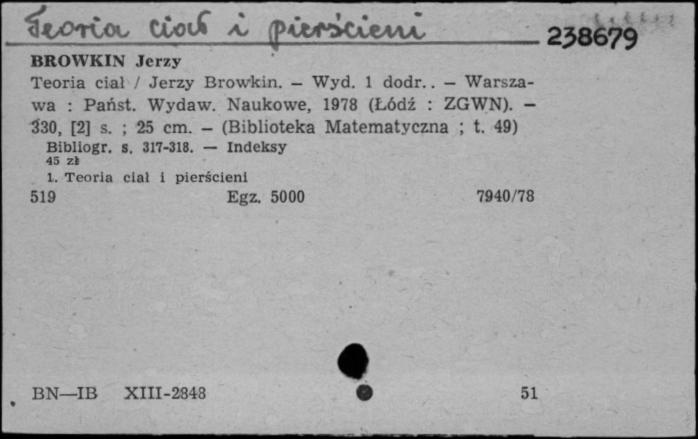 Teoria ciał i pierścieni
238679
BROWKIN Jerzy
Teoria ciał / Jerzy Browkin. — Wyd. 1 dodr.. — Warsza-
wa : Państ. Wydaw. Naukowe, 1978 (Łódź : ZGWN). —
330, [2] s. ; 25 cm. — (Biblioteka Matematyczna ; t. 49)
Bibliogr. s. 317-318. — Indeksy
45 zł
1. Teoria ciał i pierścieni
519 Egz. 5000 7940/78
BN—IB XIII-2848 51